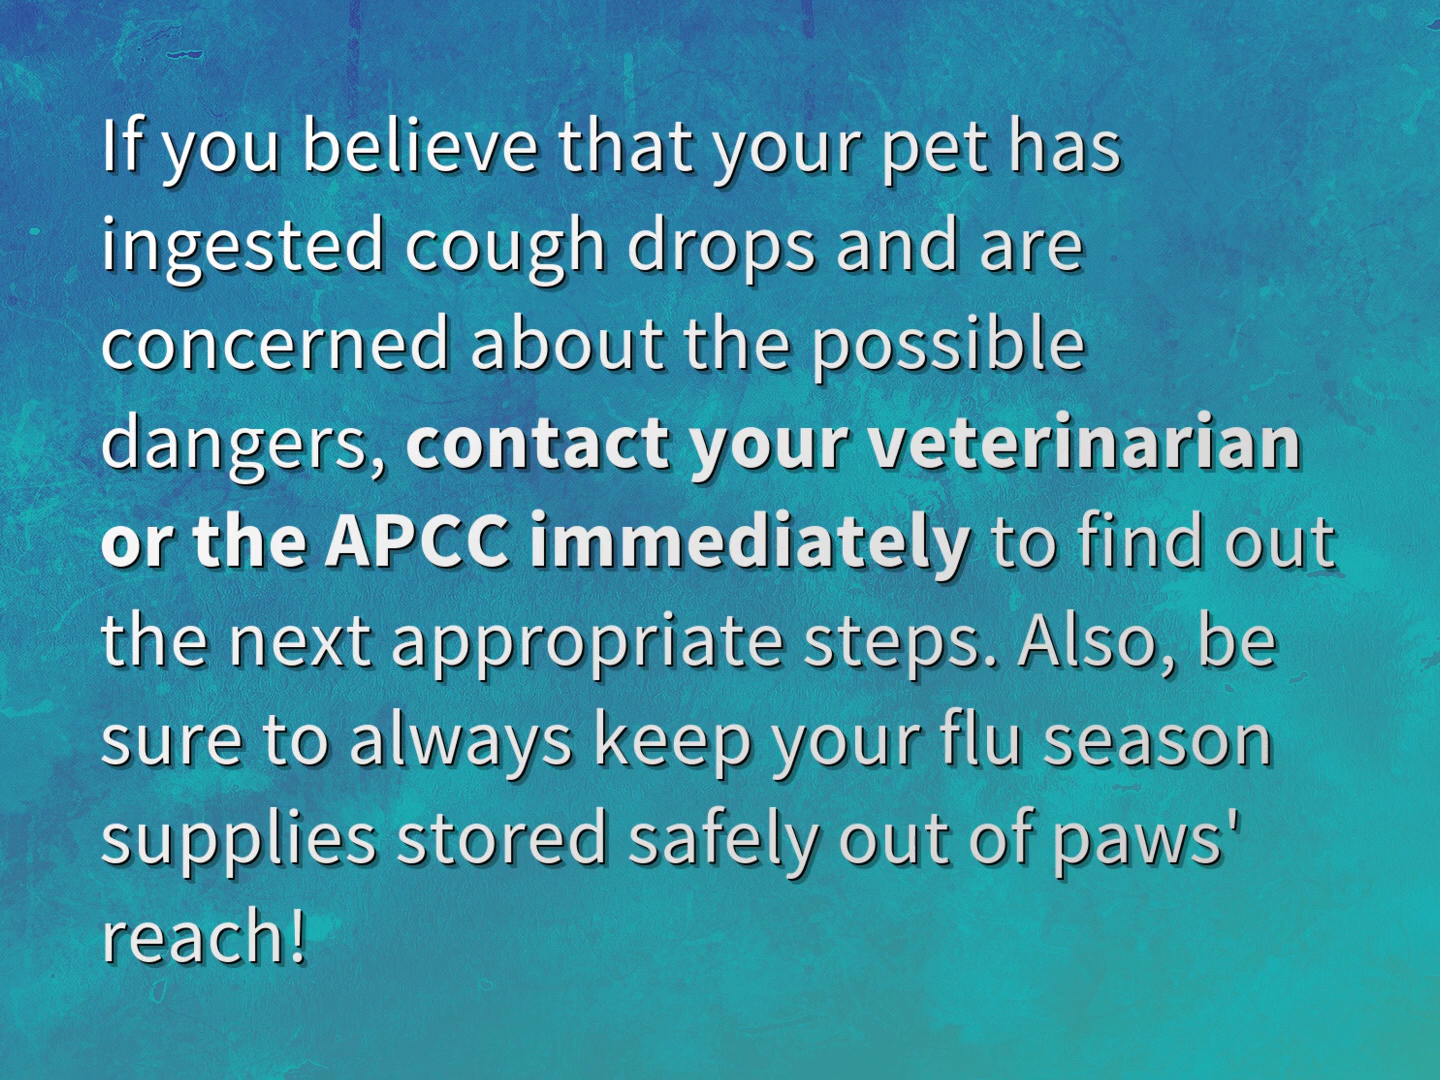 If you believe that your pet has
ingested cough drops and are
concerned about the possible
dangers, contact your veterinarian
or the APCC immediately to find out
the next appropriate steps. Also, be
sure to always keep your flu season
supplies stored safely out of paws'
reach!